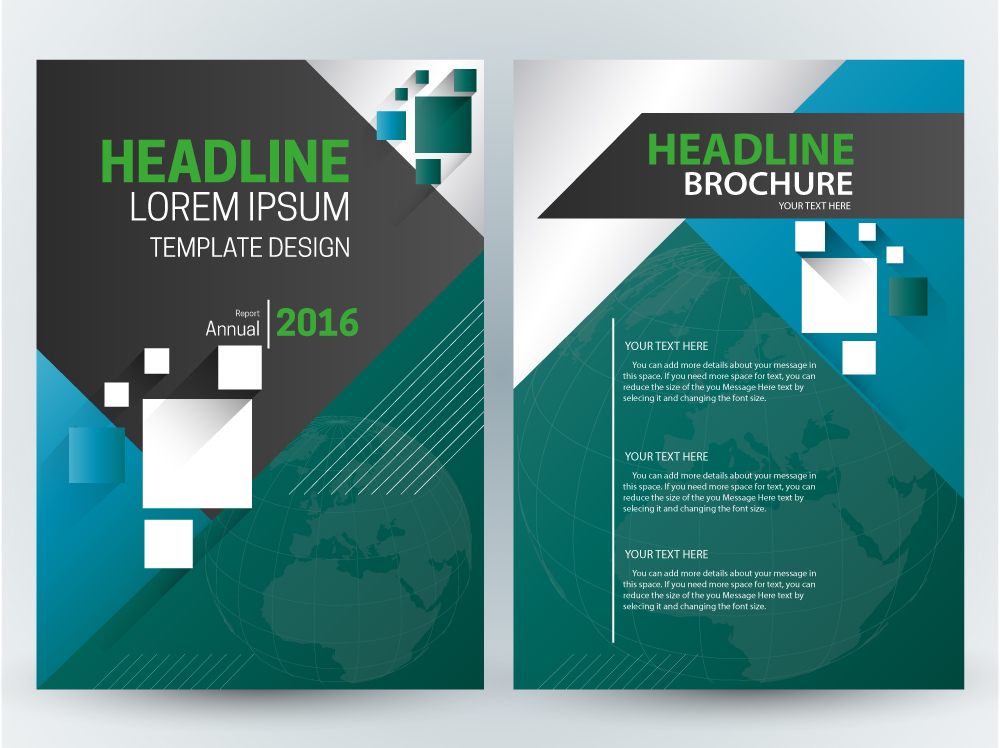 HEADLINE
LOREM IPSUM
TEMPLATE DESIGN
Report
Annual
2016
HEADLINE
BROCHURE
YOUR TEXT HERE
YOUR TEXT HERE
You can add more details about your message in
this space. If you need more space for text, you can
reduce the size of the you Message Here text by
selecing it and changing the font size.
YOUR TEXT HERE
You can add more details about your message in
this space. If you need more space for text, you can
reduce the size of the you Message Here text by
selecing it and changing the font size.
YOUR TEXT HERE
You can add more details about your message in
this space. If you need more space for text, you can
reduce the size of the you Message Here text by
selecing it and changing the font size.